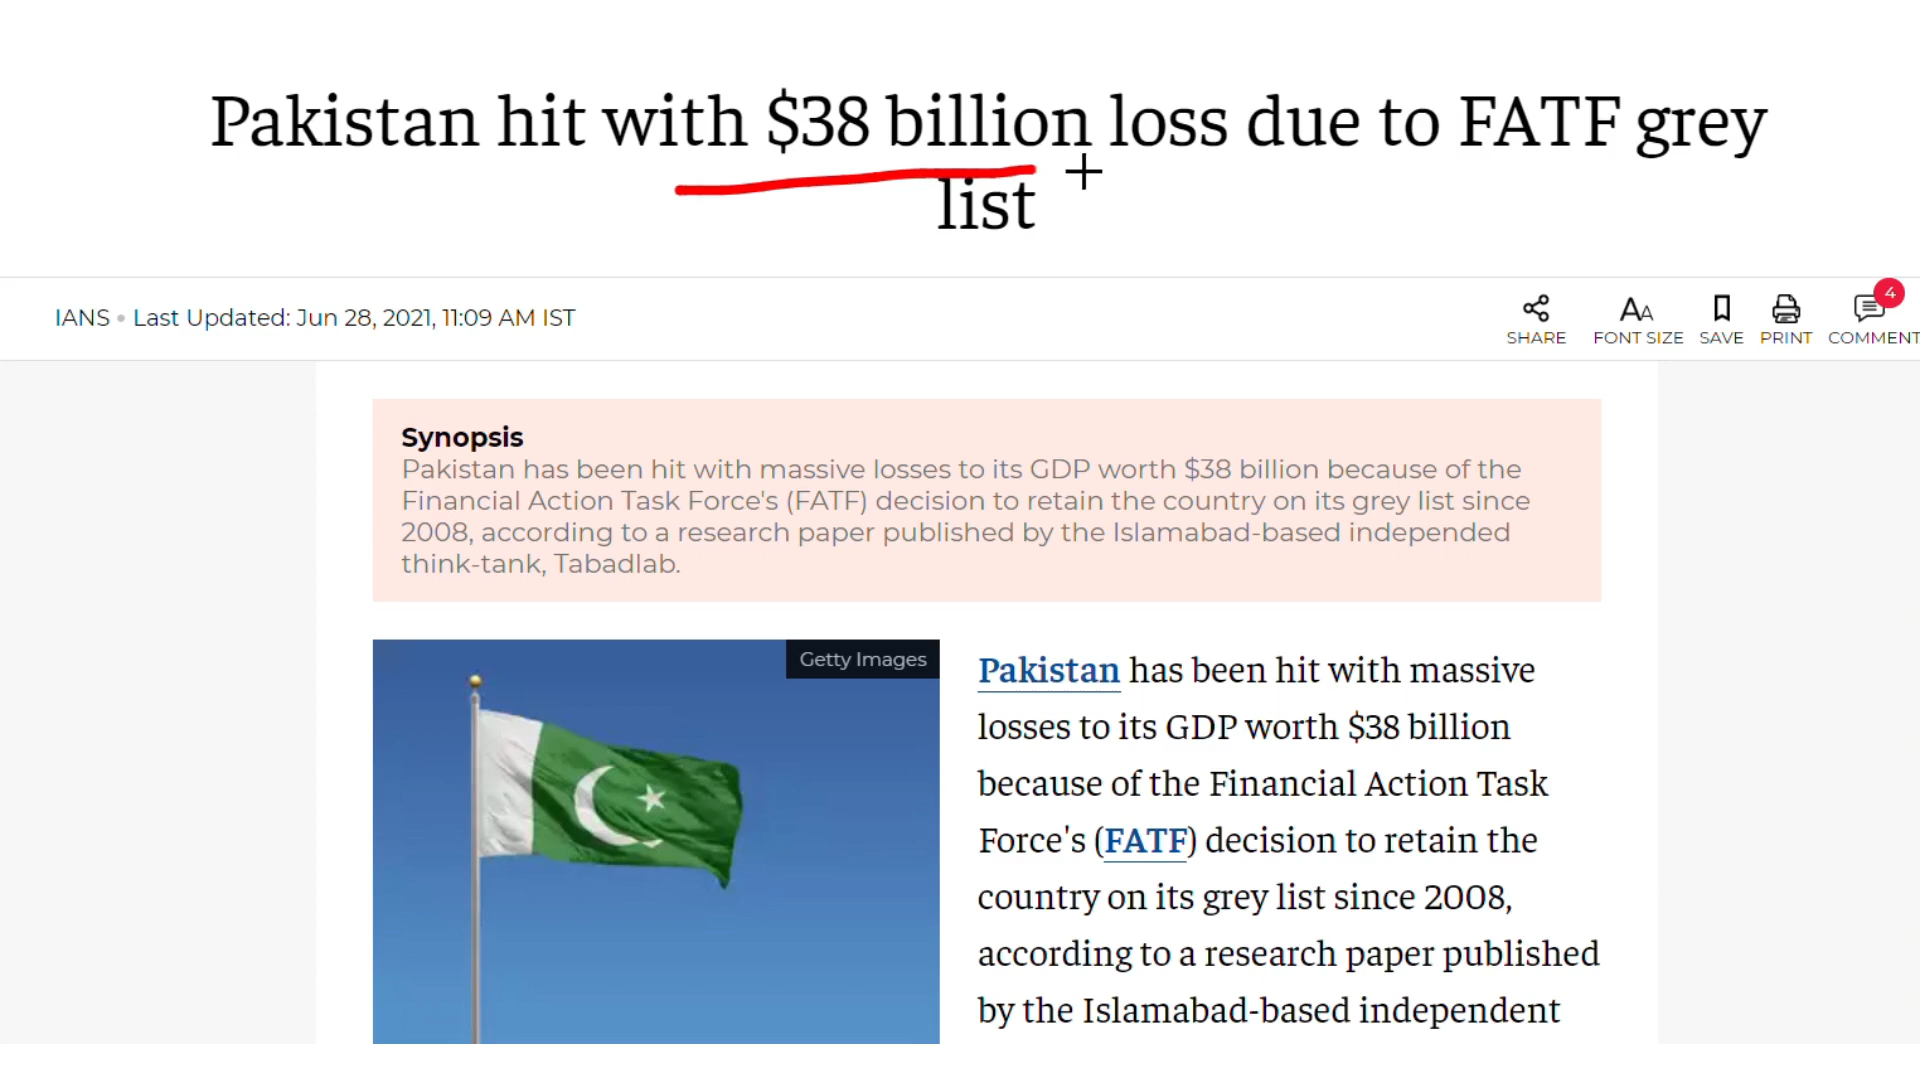 Pakistan hit with $38 billion loss due to FATF grey
list
IANS • Last Updated: Jun 28, 2021, 11:09 AM IST
SHARE
FONT SIZE
SAVE
PRINT
4
COMMENT
Synopsis
Pakistan has been hit with massive losses to its GDP worth $38 billion because of the
Financial Action Task Force's (FATF) decision to retain the country on its grey list since
2008, according to a research paper published by the Islamabad-based independed
think-tank, Tabadlab.
Getty Images
Pakistan has been hit with massive
losses to its GDP worth $38 billion
because of the Financial Action Task
Force's (FATF) decision to retain the
country on its grey list since 2008,
according to a research paper published
by the Islamabad-based independent